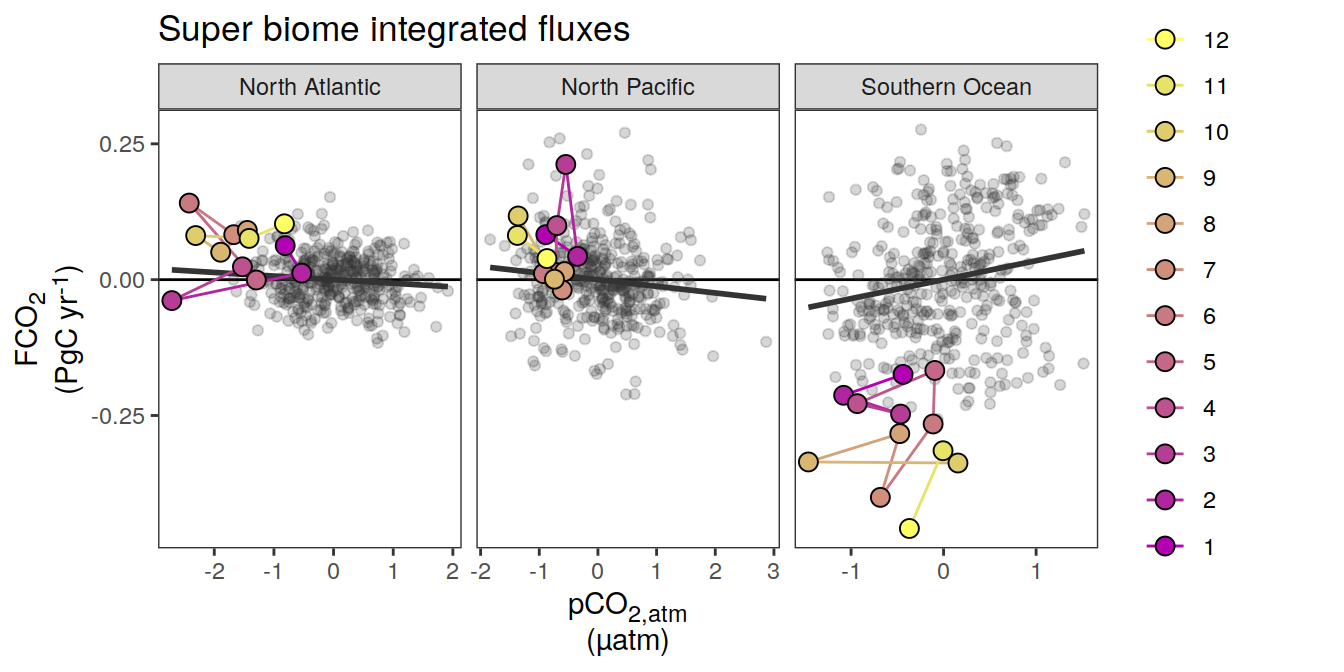 Super biome integrated fluxes
North Atlantic North Pacific Southern Ocean
0.25
0.00
-0.25
FCO₂
(PgC yr⁻¹)
-2 -1 0 1 2 -2 -1 0 1 2 3 -1 0 1
pCO₂,ₐₜₘ
(µatm)
12
11
10
9
8
7
6
5
4
3
2
1